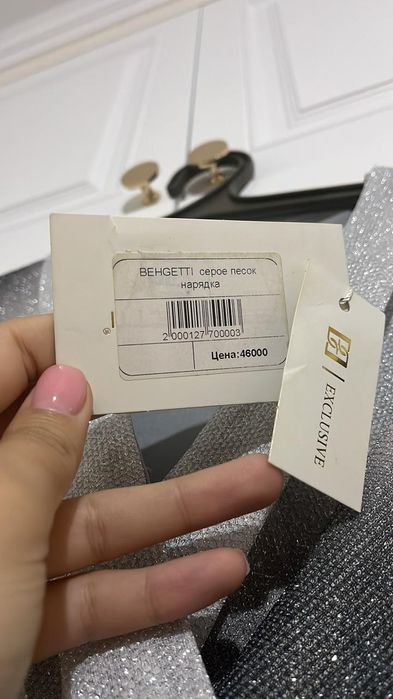 BEHGETTI серое песок
нарядка
2 000127 700003
Цена:46000
EXCLUSIVE